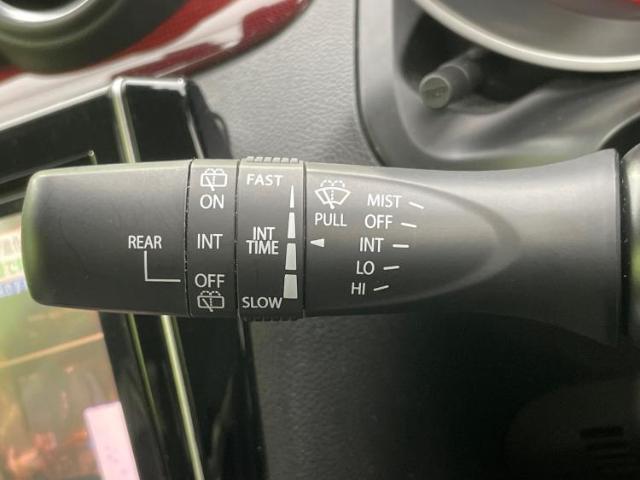 REAR
ON
INT
OFF
FAST
INT
TIME
SLOW
PULL
MIST
OFF
INT
LO
HI